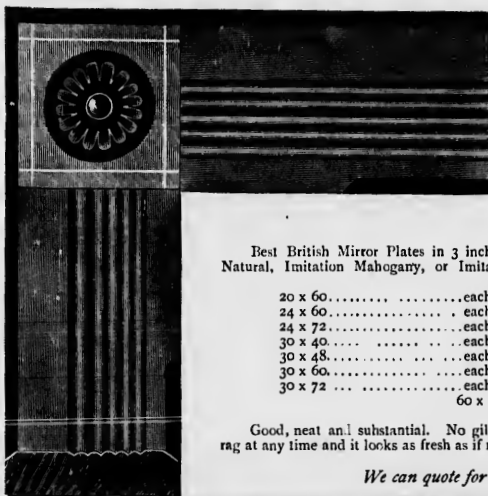 Best British Mirror Plates in 3 inch
Natural, Imitation Mahogany, or Imita
20 x 60......... .........each
24 x 60.............. . each
24 x 72...............each
30 x 40.... ...... .. ..each
30 x 48............ ... ...each
30 x 60...............each
30 x 72 ... .............each
60 x
Good, neat and substantial. No gil
rag at any time and it looks as fresh as if
We can quote for